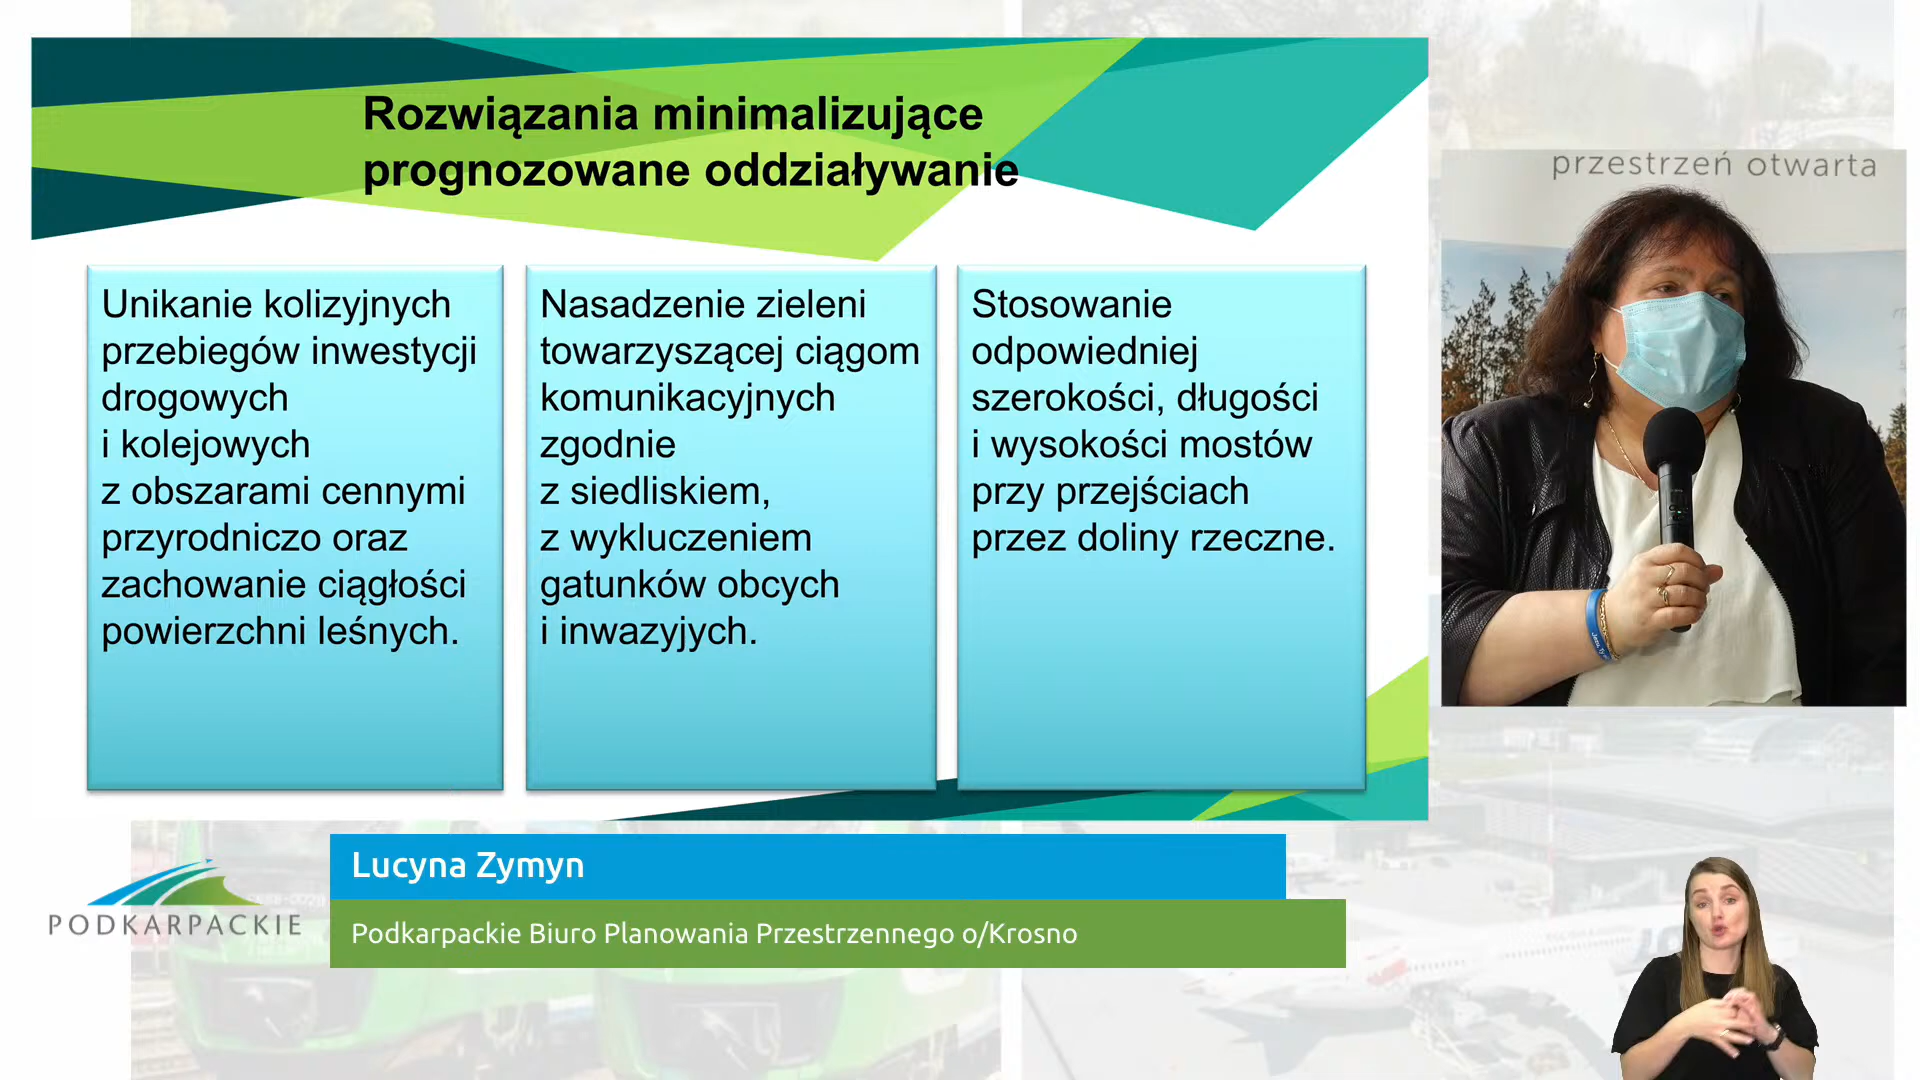 Rozwiązania minimalizujące
prognozowane oddziaływanie
Unikanie kolizyjnych
przebiegów inwestycji
drogowych
i kolejowych
z obszarami cennymi
przyrodniczo oraz
zachowanie ciągłości
powierzchni leśnych.
Nasadzenie zieleni
towarzyszącej ciągom
komunikacyjnych
zgodnie
z siedliskiem,
z wykluczeniem
gatunków obcych
i inwazyjych.
Stosowanie
odpowiedniej
szerokości, długości
i wysokości mostów
przy przejściach
przez doliny rzeczne.
przestrzeń otwarta
PODKARPACKIE
Lucyna Zymyn
Podkarpackie Biuro Planowania Przestrzennego o/Krosno